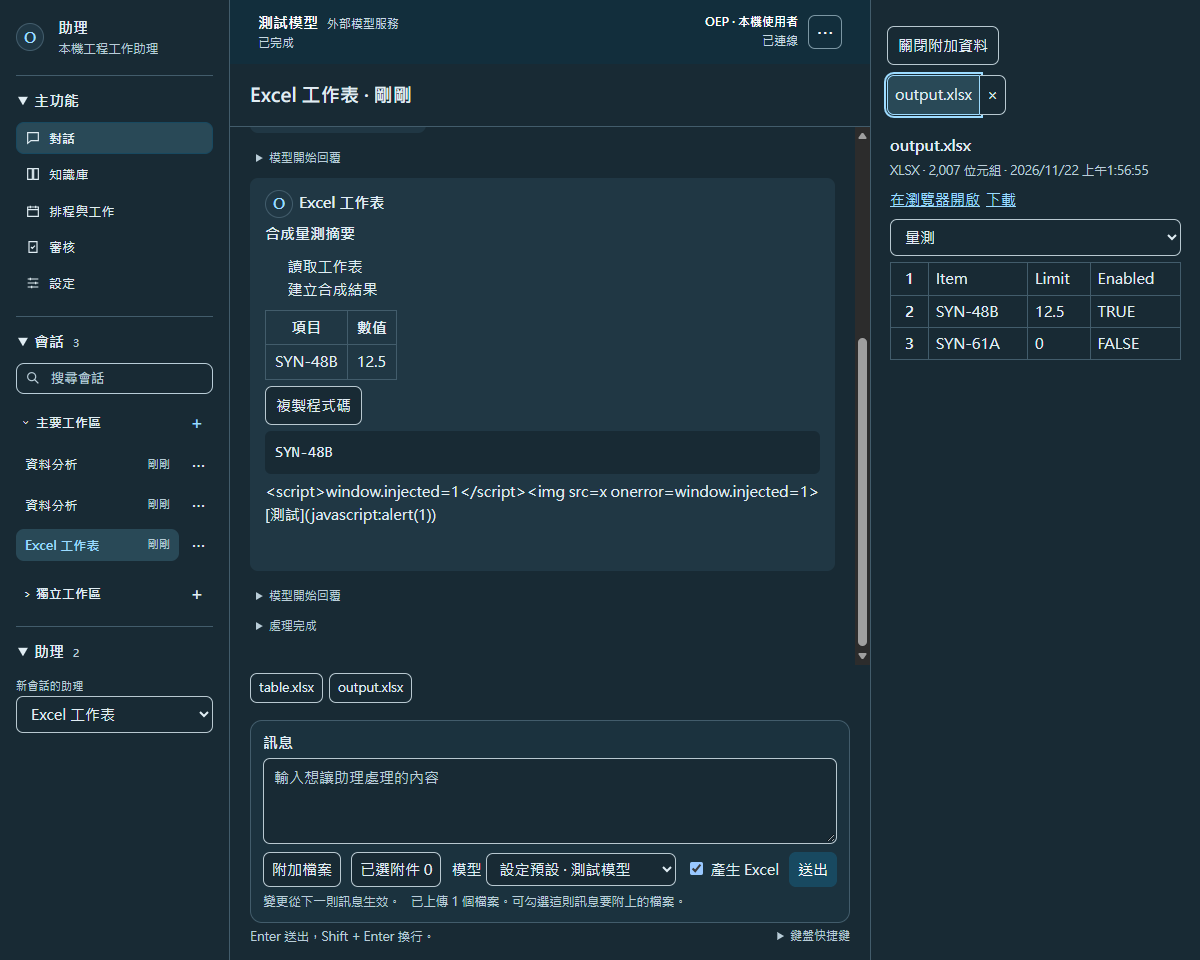 O
助理
本機工程工作助理
▼ 主功能
對話
知識庫
排程與工作
審核
設定
▼ 會話 3
搜尋會話
主要工作區 +
資料分析 剛剛 ...
資料分析 剛剛 ...
Excel 工作表 剛剛 ...
獨立工作區 +
▼ 助理 2
新會話的助理
Excel 工作表
測試模型 外部模型服務
已完成
OEP · 本機使用者
已連線
...
Excel 工作表 · 剛剛
▶ 模型開始回覆
O Excel 工作表
合成量測摘要
讀取工作表
建立合成結果
項目 數值
SYN-48B 12.5
複製程式碼
SYN-48B
<script>window.injected=1</script><img src=x onerror=window.injected=1>
[測試](javascript:alert(1))
▶ 模型開始回覆
▶ 處理完成
table.xlsx output.xlsx
訊息
輸入想讓助理處理的內容
附加檔案 已選附件 0 模型 設定預設 · 測試模型 產生 Excel 送出
變更從下一則訊息生效。 已上傳 1 個檔案。可勾選這則訊息要附上的檔案。
Enter 送出，Shift + Enter 換行。 ▶ 鍵盤快捷鍵
關閉附加資料
output.xlsx ×
output.xlsx
XLSX · 2,007 位元組 · 2026/11/22 上午1:56:55
在瀏覽器開啟 下載
量測
1 Item Limit Enabled
2 SYN-48B 12.5 TRUE
3 SYN-61A 0 FALSE